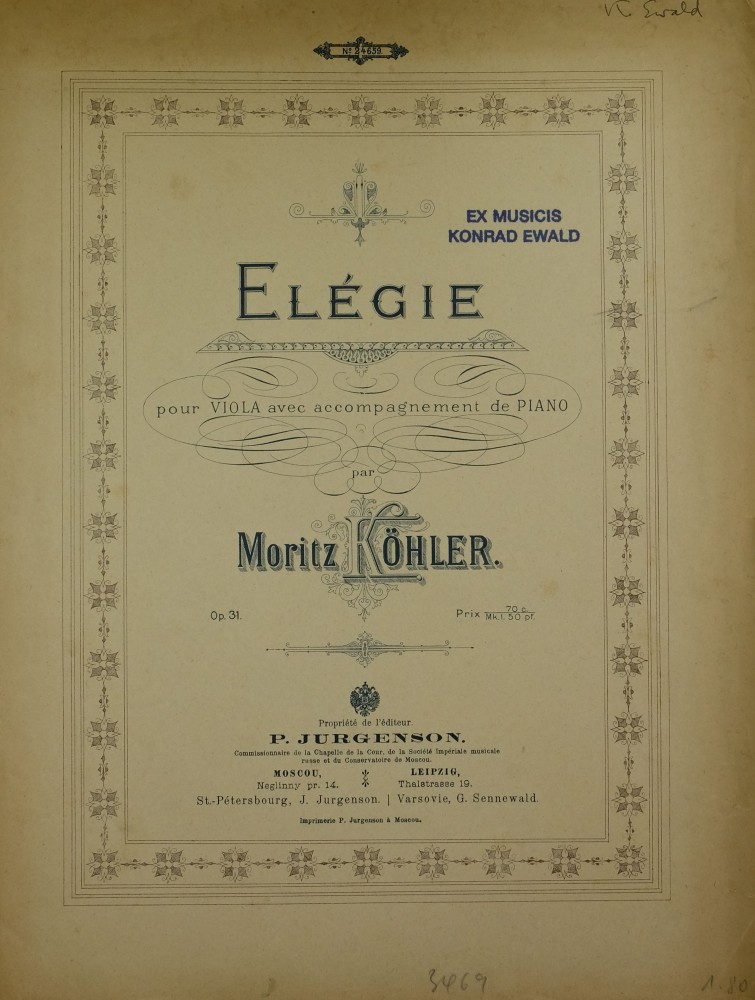 K. Ewald
№ 24659.
EX MUSICIS
KONRAD EWALD
ELÉGIE
pour VIOLA avec accompagnement de PIANO
par
Moritz KÖHLER.
Op. 31.
Prix 70 c.
Mk.1.50 pf.
Propriété de l'éditeur
P. JURGENSON.
Commissionnaire de la Chapelle de la Cour, de la Société Impériale musicale
russe et du Conservatoire de Moscou.
MOSCOU, LEIPZIG,
Neglinny pr. 14. Thalstrasse 19.
St.-Pétersbourg, J. Jurgenson. | Varsovie, G. Sennewald.
Imprimerie P. Jurgenson à Moscou.
3469
1.80